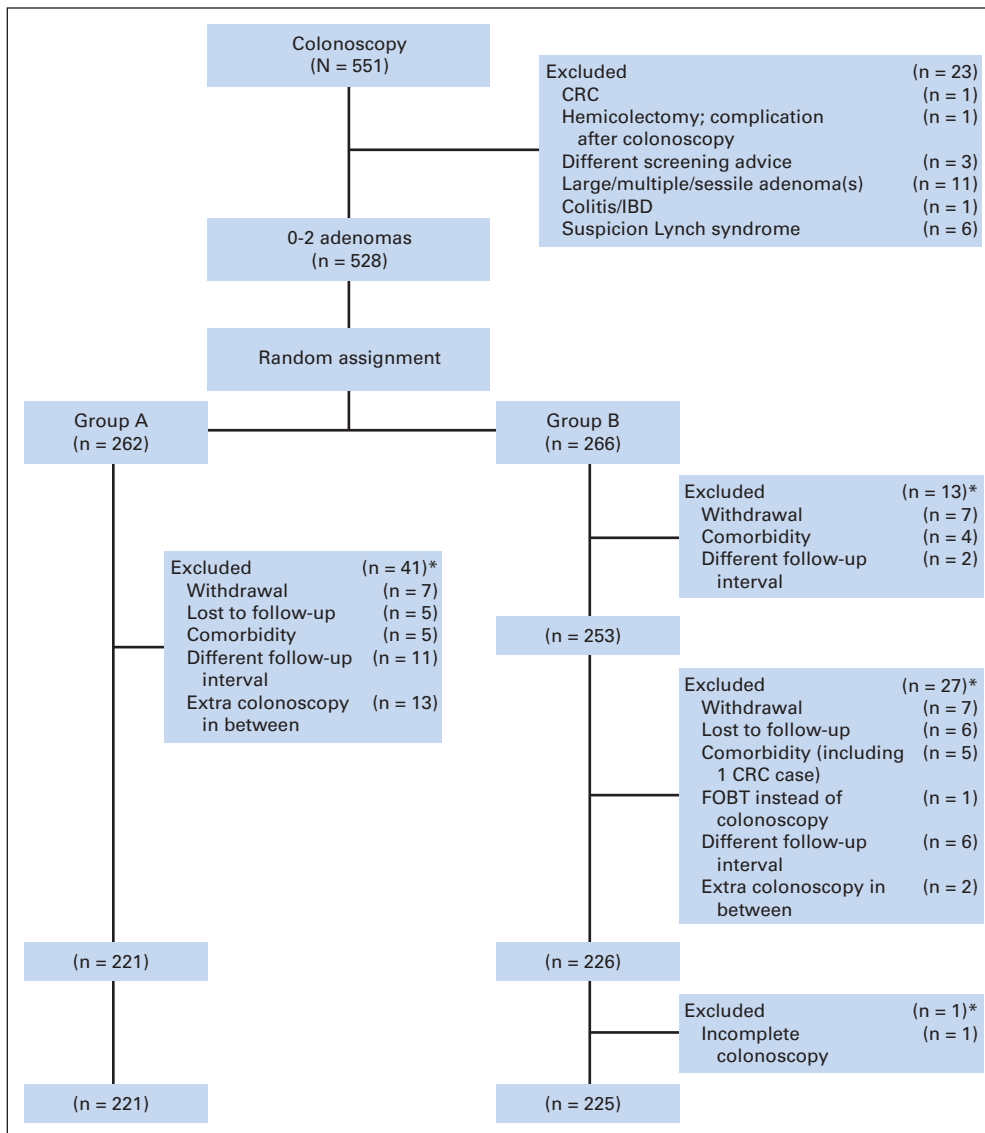 Colonoscopy
(N = 551)
Excluded (n = 23)
CRC (n = 1)
Hemicolectomy; complication (n = 1)
after colonoscopy
Different screening advice (n = 3)
Large/multiple/sessile adenoma(s) (n = 11)
Colitis/IBD (n = 1)
Suspicion Lynch syndrome (n = 6)
0-2 adenomas
(n = 528)
Random assignment
Group A
(n = 262)
Group B
(n = 266)
Excluded (n = 13)*
Withdrawal (n = 7)
Comorbidity (n = 4)
Different follow-up (n = 2)
interval
Excluded (n = 41)*
Withdrawal (n = 7)
Lost to follow-up (n = 5)
Comorbidity (n = 5)
Different follow-up (n = 11)
interval
Extra colonoscopy (n = 13)
in between
(n = 253)
Excluded (n = 27)*
Withdrawal (n = 7)
Lost to follow-up (n = 6)
Comorbidity (including (n = 5)
1 CRC case)
FOBT instead of (n = 1)
colonoscopy
Different follow-up (n = 6)
interval
Extra colonoscopy in (n = 2)
between
(n = 221)
(n = 226)
Excluded (n = 1)*
Incomplete (n = 1)
colonoscopy
(n = 221)
(n = 225)